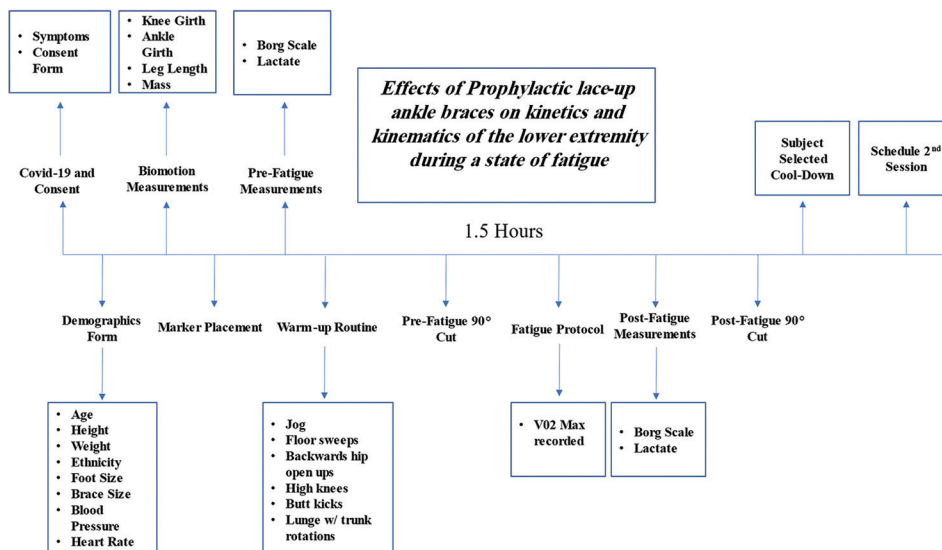 • Symptoms
• Consent
Form
• Knee Girth
• Ankle
Girth
• Leg Length
• Mass
• Borg Scale
• Lactate
Effects of Prophylactic lace-up
ankle braces on kinetics and
kinematics of the lower extremity
during a state of fatigue
Subject
Selected
Cool-Down
Schedule 2nd
Session
Covid-19 and
Consent
Biomotion
Measurements
Pre-Fatigue
Measurements
1.5 Hours
Demographics
Form
Marker Placement
Warm-up Routine
Pre-Fatigue 90°
Cut
Fatigue Protocol
Post-Fatigue
Measurements
Post-Fatigue 90°
Cut
• Age
• Height
• Weight
• Ethnicity
• Foot Size
• Brace Size
• Blood
Pressure
• Heart Rate
• Jog
• Floor sweeps
• Backwards hip
open ups
• High knees
• Butt kicks
• Lunge w/ trunk
rotations
• V02 Max
recorded
• Borg Scale
• Lactate